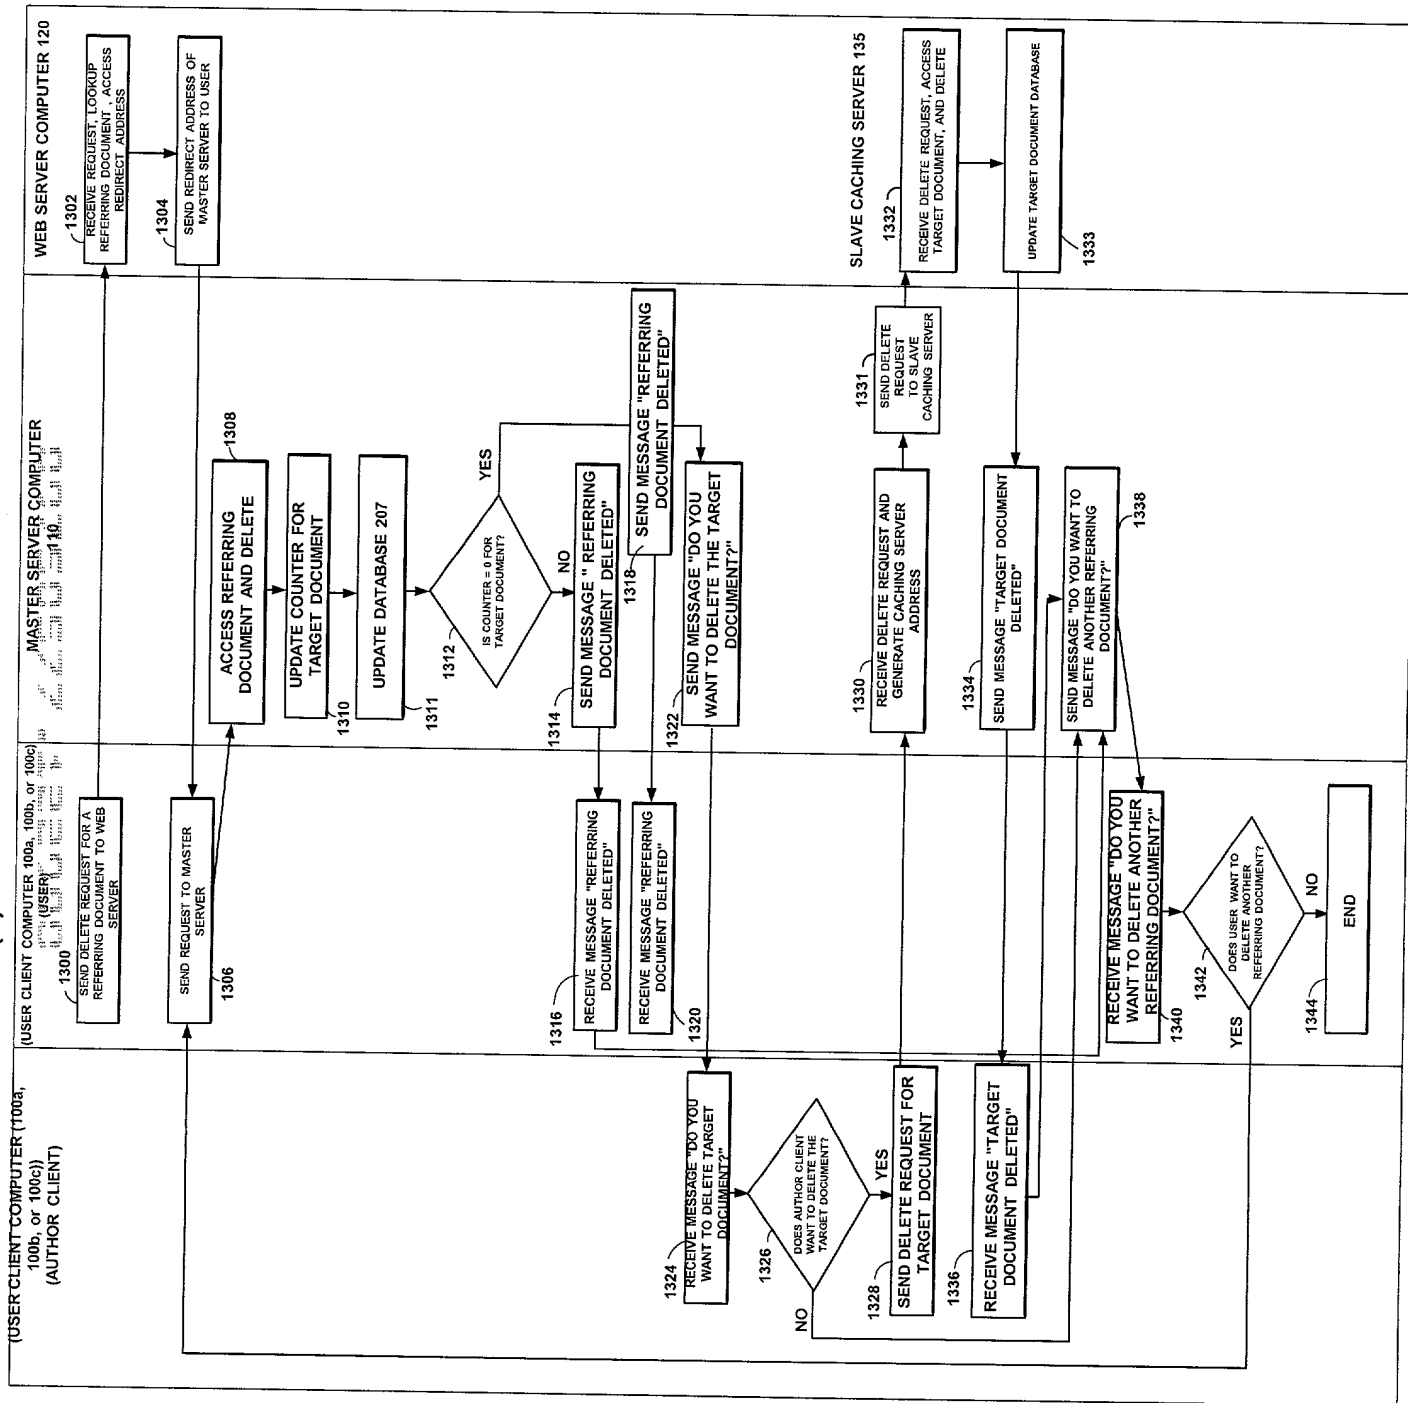 WEB SERVER COMPUTER 120
1302
RECEIVE REQUEST, LOOKUP
REFERRING DOCUMENT , ACCESS
REDIRECT ADDRESS
1304
SEND REDIRECT ADDRESS OF
MASTER SERVER TO USER
SLAVE CACHING SERVER 135
1332
RECEIVE DELETE REQUEST, ACCESS
TARGET DOCUMENT, AND DELETE
UPDATE TARGET DOCUMENT DATABASE
1333
MASTER SERVER COMPUTER
110
1308
ACCESS REFERRING
DOCUMENT AND DELETE
UPDATE COUNTER FOR
TARGET DOCUMENT
1310
UPDATE DATABASE 207
1311
1312
IS COUNTER = 0 FOR
TARGET DOCUMENT?
YES
NO
1314
SEND MESSAGE " REFERRING
DOCUMENT DELETED"
1318
SEND MESSAGE "REFERRING
DOCUMENT DELETED"
1322
SEND MESSAGE "DO YOU
WANT TO DELETE THE TARGET
DOCUMENT?"
1330
RECEIVE DELETE REQUEST AND
GENERATE CACHING SERVER
ADDRESS
1331
SEND DELETE
REQUEST
TO SLAVE
CACHING SERVER
1334
SEND MESSAGE "TARGET DOCUMENT
DELETED"
SEND MESSAGE "DO YOU WANT TO
DELETE ANOTHER REFERRING
DOCUMENT?"
1338
(USER CLIENT COMPUTER 100a, 100b, or 100c)
(USER)
1300
SEND DELETE REQUEST FOR A
REFERRING DOCUMENT TO WEB
SERVER
SEND REQUEST TO MASTER
SERVER
1306
1316
RECEIVE MESSAGE "REFERRING
DOCUMENT DELETED"
RECEIVE MESSAGE "REFERRING
DOCUMENT DELETED"
1320
RECEIVE MESSAGE "DO YOU
WANT TO DELETE ANOTHER
REFERRING DOCUMENT?"
1340
1342
DOES USER WANT TO
DELETE ANOTHER
REFERRING DOCUMENT?
YES
NO
1344
END
(USER CLIENT COMPUTER (100a,
100b, or 100c))
(AUTHOR CLIENT)
1324
RECEIVE MESSAGE "DO YOU
WANT TO DELETE TARGET
DOCUMENT?"
1326
DOES AUTHOR CLIENT
WANT TO DELETE THE
TARGET DOCUMENT?
YES
NO
1328
SEND DELETE REQUEST FOR
TARGET DOCUMENT
1336
RECEIVE MESSAGE "TARGET
DOCUMENT DELETED"